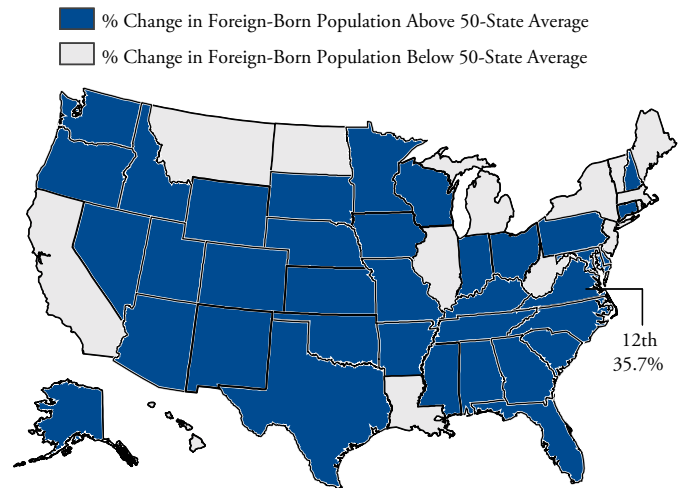 % Change in Foreign-Born Population Above 50-State Average
% Change in Foreign-Born Population Below 50-State Average
12th
35.7%